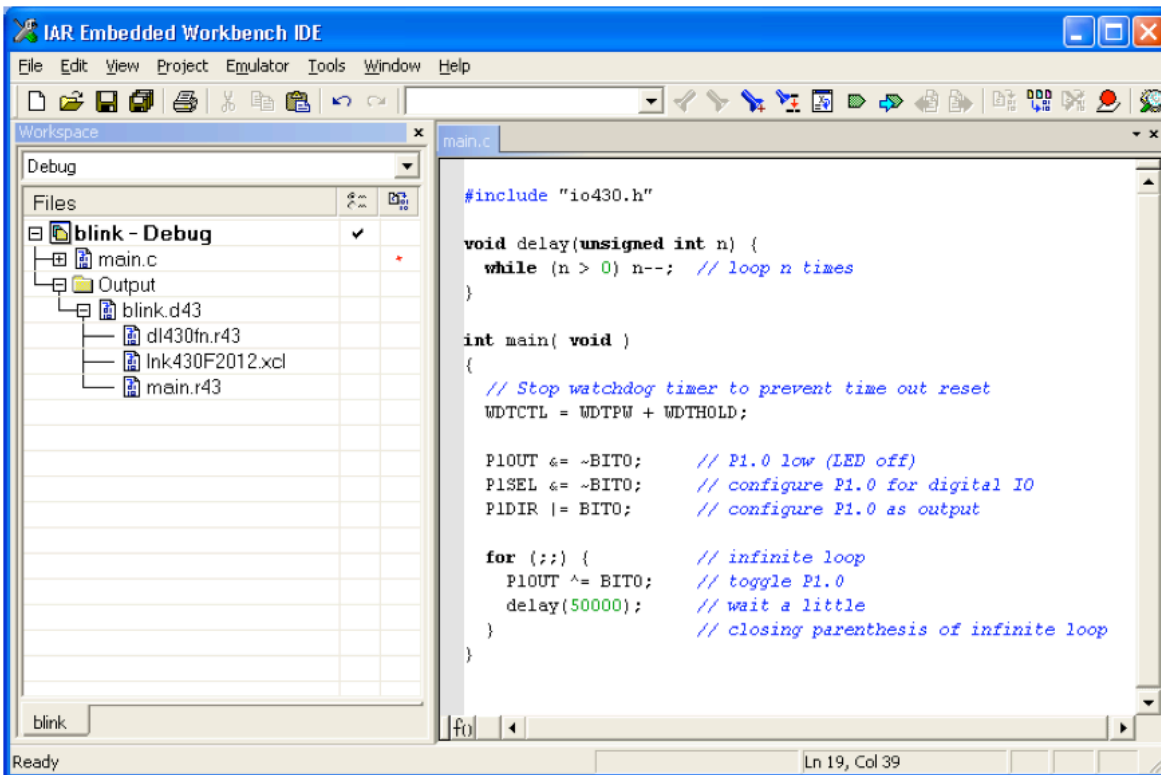 IAR Embedded Workbench IDE
File Edit View Project Emulator Tools Window Help
Workspace
Debug
Files
blink - Debug
main.c
Output
blink.d43
dl430fn.r43
lnk430F2012.xcl
main.r43
blink
main.c
#include "io430.h"
void delay(unsigned int n) {
while (n > 0) n--; // loop n times
}
int main( void )
{
// Stop watchdog timer to prevent time out reset
WDTCTL = WDTPW + WDTHOLD;
P1OUT &= ~BIT0; // P1.0 low (LED off)
P1SEL &= ~BIT0; // configure P1.0 for digital IO
P1DIR |= BIT0; // configure P1.0 as output
for (;;) { // infinite loop
P1OUT ^= BIT0; // toggle P1.0
delay(50000); // wait a little
} // closing parenthesis of infinite loop
}
f()
Ready
Ln 19, Col 39